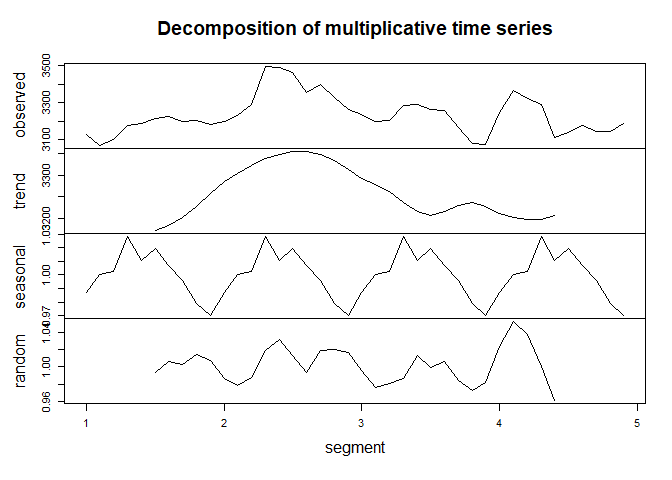 Decomposition of multiplicative time series
observed
3100 3300 3500
trend
3200 3300
seasonal
0.97 1.00 1.03
random
0.96 1.00 1.04
1 2 3 4 5
segment